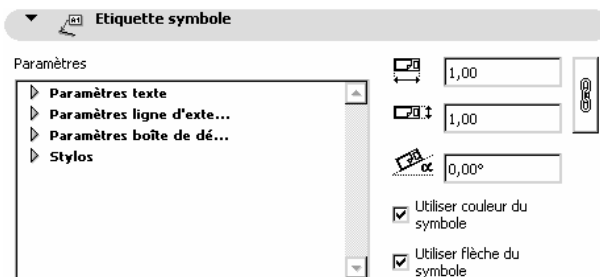 A1
Etiquette symbole
Paramètres
Paramètres texte
Paramètres ligne d'exte...
Paramètres boîte de dé...
Stylos
1,00
1,00
α
0,00°
Utiliser couleur du
symbole
Utiliser flèche du
symbole